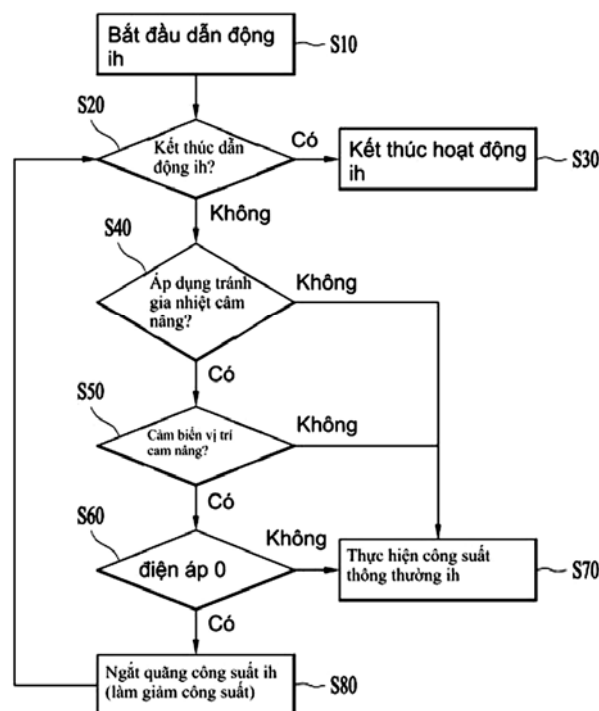 Bắt đầu dẫn động
ih
S10
S20
Kết thúc dẫn
động ih?
Có
Kết thúc hoạt động
ih
S30
Không
S40
Áp dụng tránh
gia nhiệt câm
năng?
Không
Có
S50
Cảm biến vị trí
cam nâng?
Không
Có
S60
điện áp 0
Không
Thực hiện công suất
thông thường ih
S70
Có
Ngắt quãng công suất ih
(làm giảm công suất)
S80